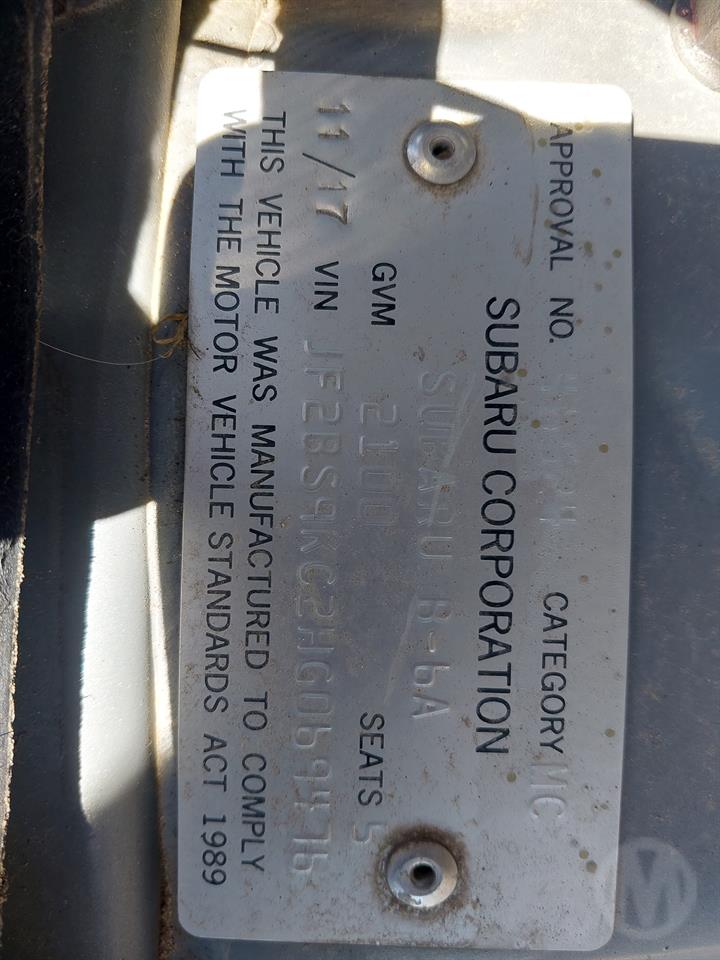 APPROVAL NO. CATEGORY MC
SUBARU CORPORATION
SUBARU B-6A
GVM 2100 SEATS 5
11/17 VIN JF2BS9KC2HG069476
THIS VEHICLE WAS MANUFACTURED TO COMPLY
WITH THE MOTOR VEHICLE STANDARDS ACT 1989